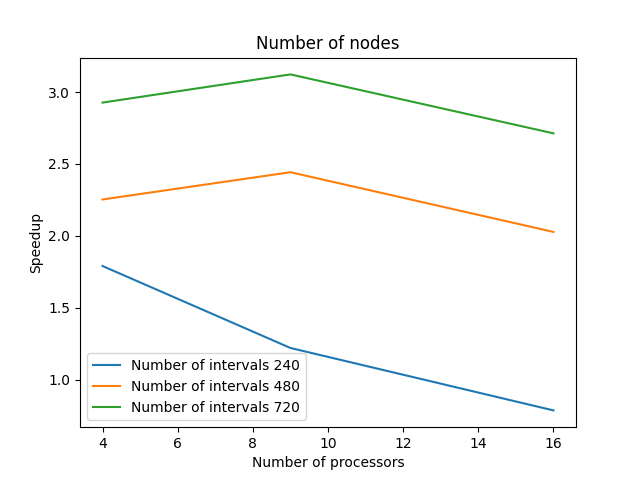 Number of nodes
Speedup
3.0
2.5
2.0
1.5
1.0
Number of intervals 240
Number of intervals 480
Number of intervals 720
4 6 8 10 12 14 16
Number of processors